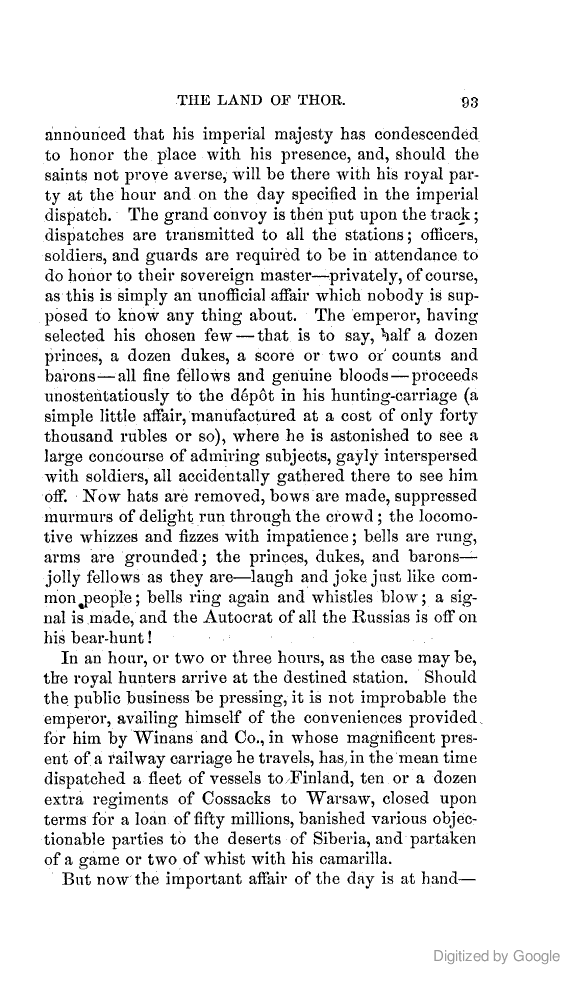 THE LAND OF THOR. 93
announced that his imperial majesty has condescended
to honor the place with his presence, and, should the
saints not prove averse, will be there with his royal par-
ty at the hour and on the day specified in the imperial
dispatch. The grand convoy is then put upon the track;
dispatches are transmitted to all the stations; officers,
soldiers, and guards are required to be in attendance to
do honor to their sovereign master—privately, of course,
as this is simply an unofficial affair which nobody is sup-
posed to know any thing about. The emperor, having
selected his chosen few—that is to say, half a dozen
princes, a dozen dukes, a score or two or counts and
barons—all fine fellows and genuine bloods—proceeds
unostentatiously to the dépôt in his hunting-carriage (a
simple little affair, manufactured at a cost of only forty
thousand rubles or so), where he is astonished to see a
large concourse of admiring subjects, gayly interspersed
with soldiers, all accidentally gathered there to see him
off. Now hats are removed, bows are made, suppressed
murmurs of delight run through the crowd; the locomo-
tive whizzes and fizzes with impatience; bells are rung,
arms are grounded; the princes, dukes, and barons—
jolly fellows as they are—laugh and joke just like com-
mon people; bells ring again and whistles blow; a sig-
nal is made, and the Autocrat of all the Russias is off on
his bear-hunt!
In an hour, or two or three hours, as the case may be,
the royal hunters arrive at the destined station. Should
the public business be pressing, it is not improbable the
emperor, availing himself of the conveniences provided
for him by Winans and Co., in whose magnificent pres-
ent of a railway carriage he travels, has, in the mean time
dispatched a fleet of vessels to Finland, ten or a dozen
extra regiments of Cossacks to Warsaw, closed upon
terms for a loan of fifty millions, banished various objec-
tionable parties to the deserts of Siberia, and partaken
of a game or two of whist with his camarilla.
But now the important affair of the day is at hand—
Digitized by Google